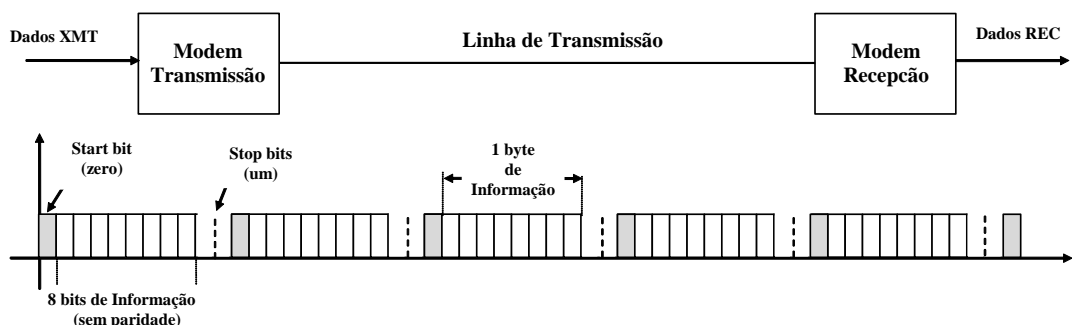 Dados XMT
Modem
Transmissão
Linha de Transmissão
Modem
Recepcão
Dados REC
Start bit
(zero)
Stop bits
(um)
1 byte
de
Informação
8 bits de Informação
(sem paridade)